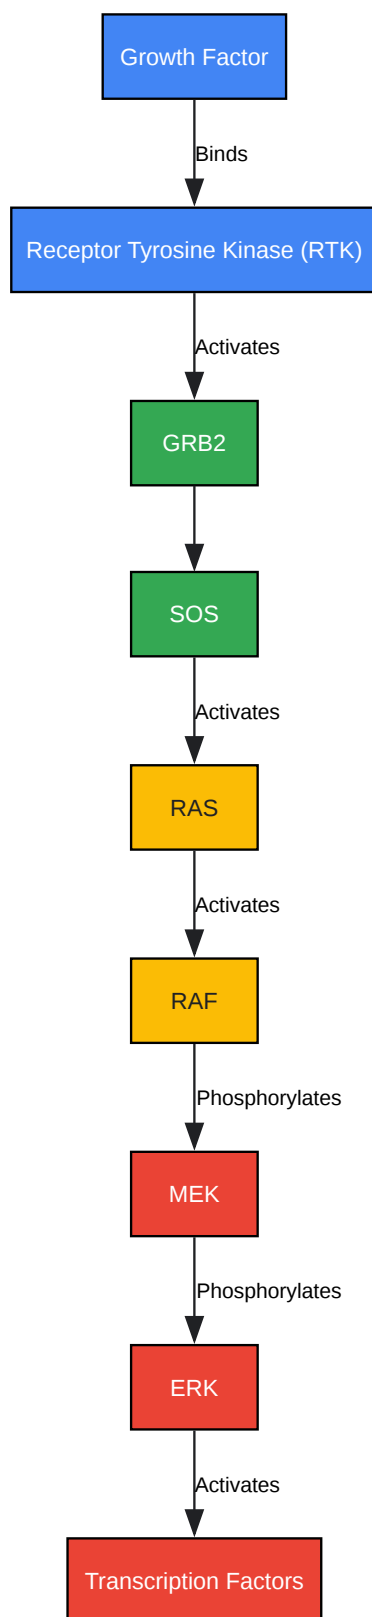 Growth Factor
Binds
Receptor Tyrosine Kinase (RTK)
Activates
GRB2
SOS
Activates
RAS
Activates
RAF
Phosphorylates
MEK
Phosphorylates
ERK
Activates
Transcription Factors